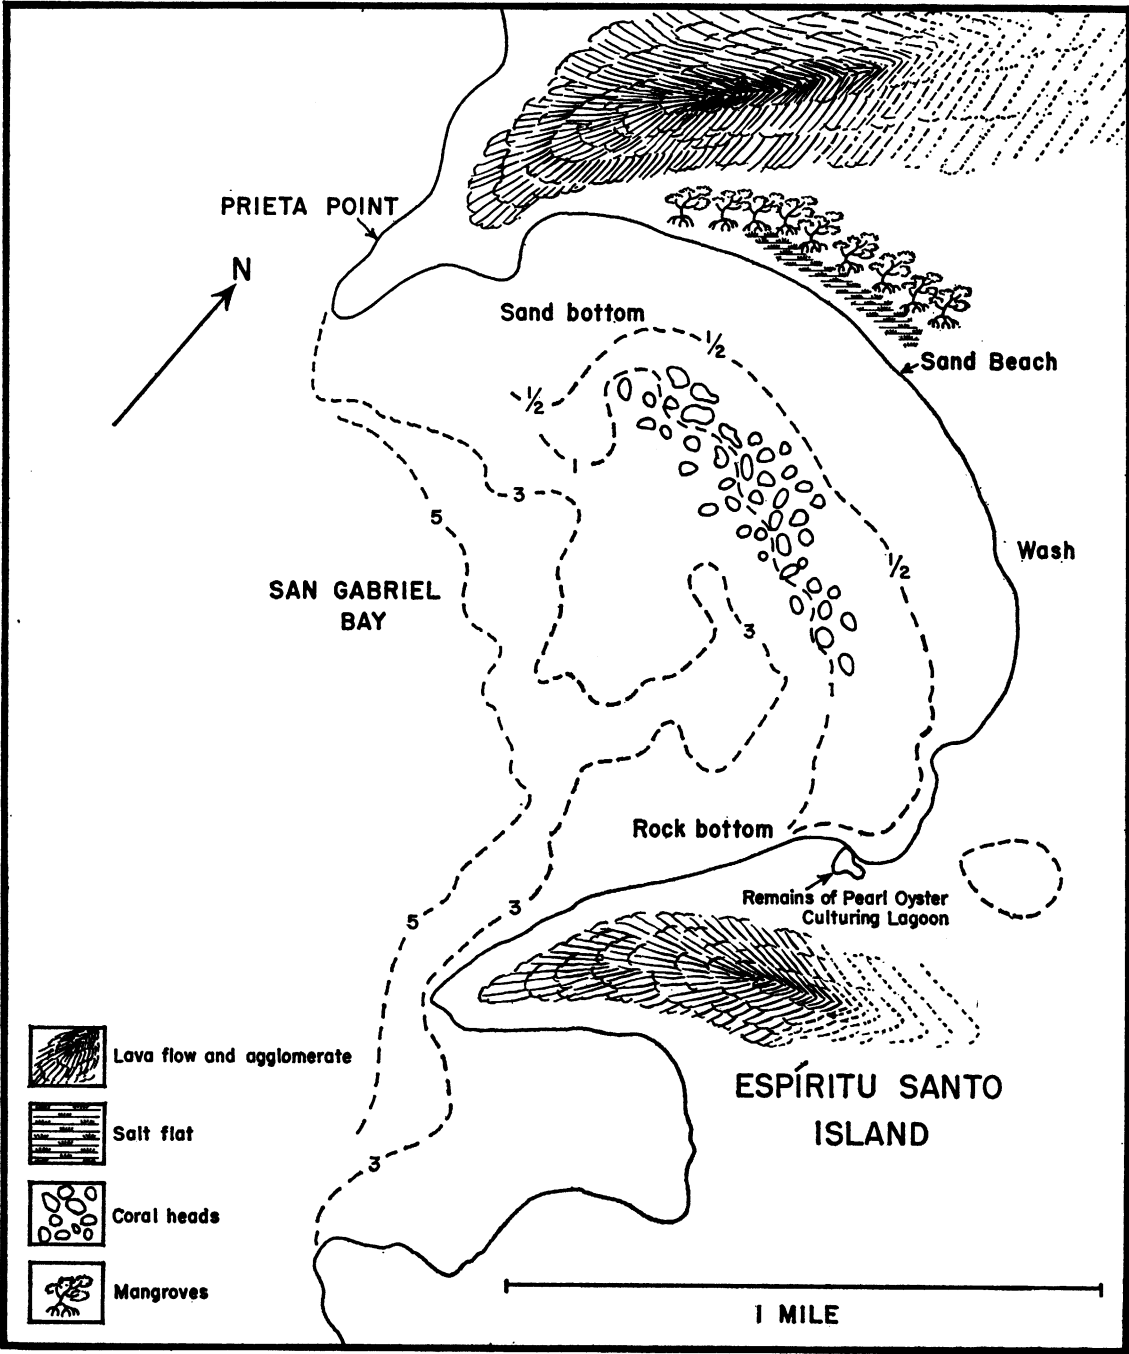 PRIETA POINT
N
Sand bottom
1/2
Sand Beach
1/2
1
3
5
Wash
1/2
SAN GABRIEL
BAY
3
1
Rock bottom
Remains of Pearl Oyster
Culturing Lagoon
3
5
Lava flow and agglomerate
ESPÍRITU SANTO
ISLAND
Salt flat
3
Coral heads
Mangroves
1 MILE